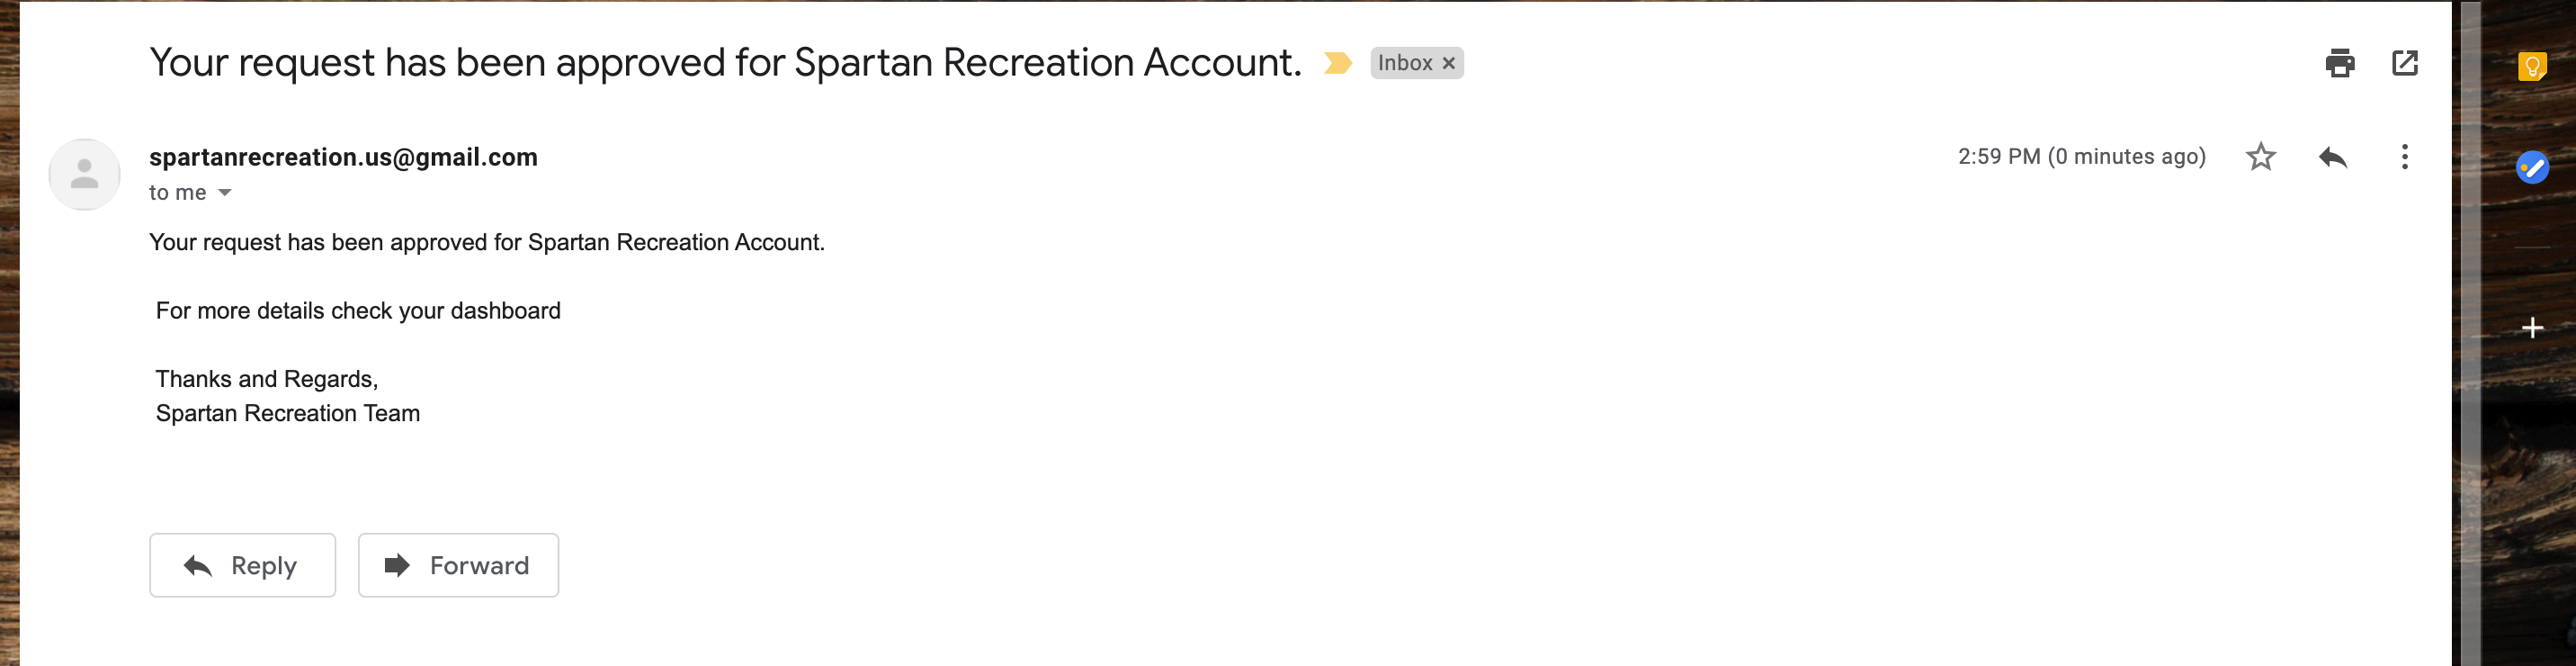 Your request has been approved for Spartan Recreation Account. Inbox ×
spartanrecreation.us@gmail.com 2:59 PM (0 minutes ago)
to me
Your request has been approved for Spartan Recreation Account.
For more details check your dashboard
Thanks and Regards,
Spartan Recreation Team
Reply Forward